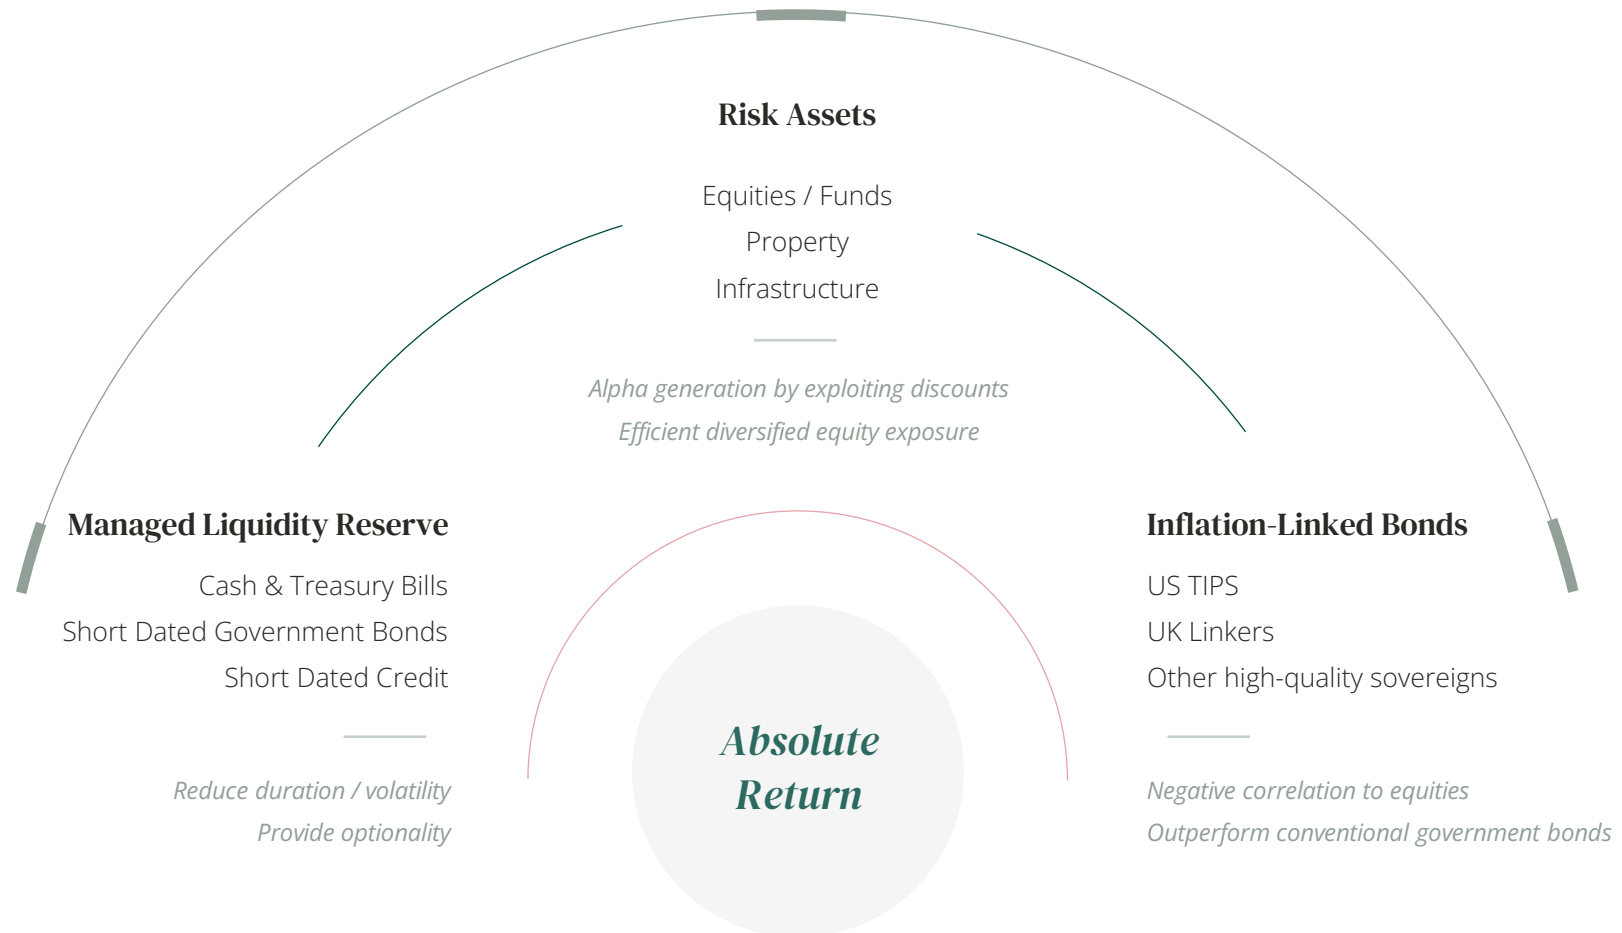 Risk Assets
Equities / Funds
Property
Infrastructure
Alpha generation by exploiting discounts
Efficient diversified equity exposure
Managed Liquidity Reserve
Cash & Treasury Bills
Short Dated Government Bonds
Short Dated Credit
Reduce duration / volatility
Provide optionality
Absolute
Return
Inflation-Linked Bonds
US TIPS
UK Linkers
Other high-quality sovereigns
Negative correlation to equities
Outperform conventional government bonds